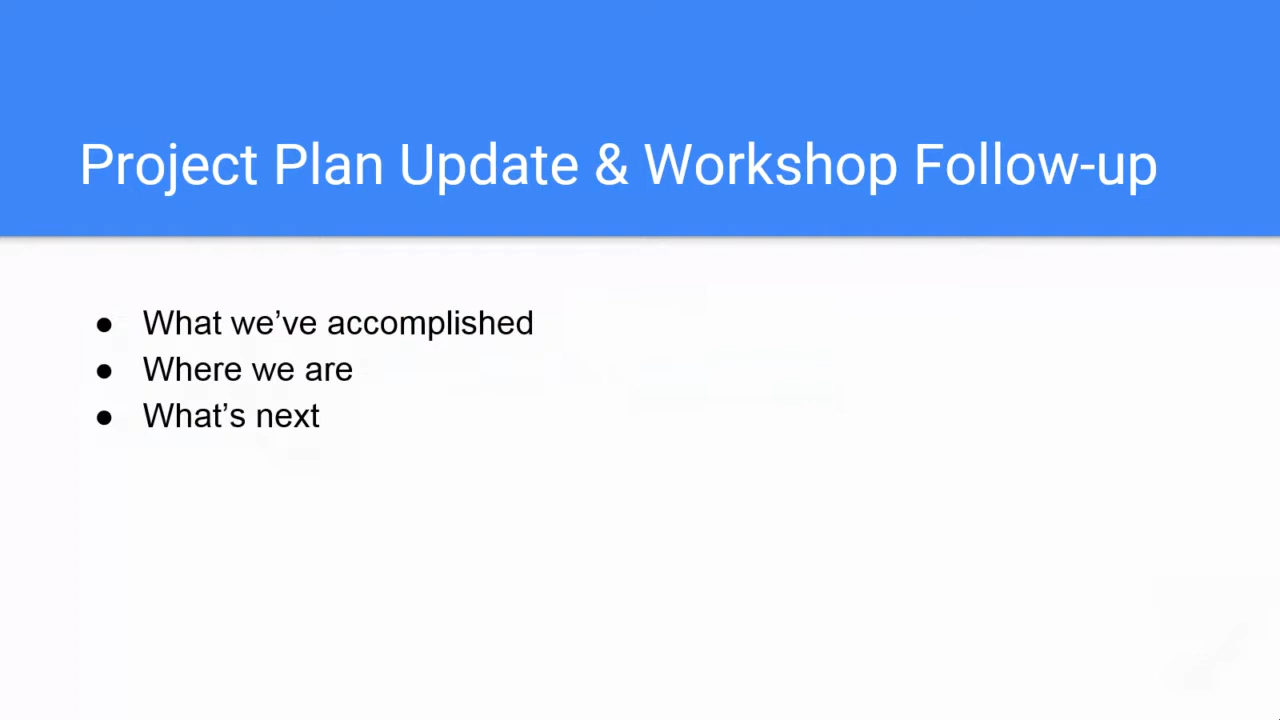 Project Plan Update & Workshop Follow-up
● What we’ve accomplished
● Where we are
● What’s next